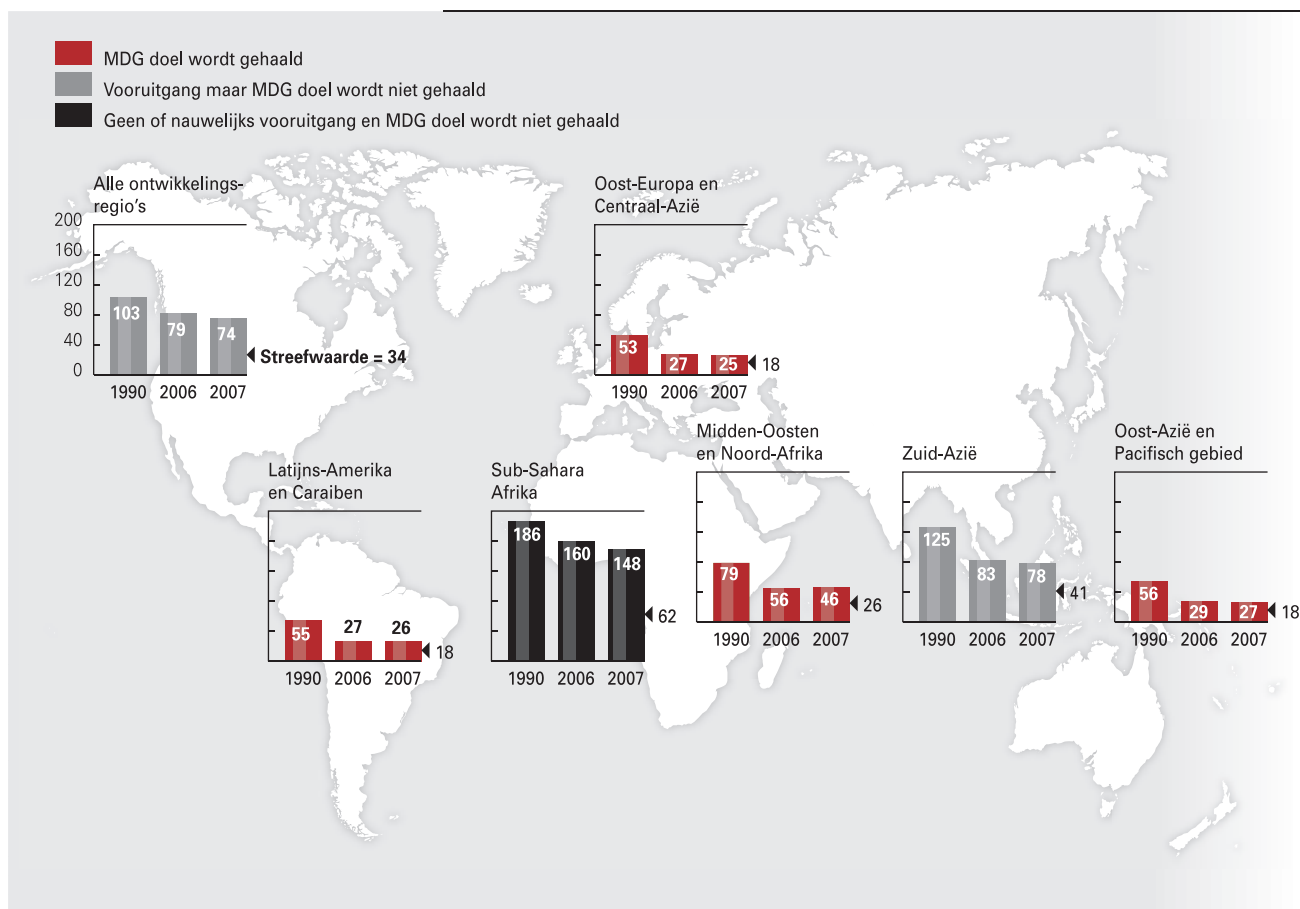 MDG doel wordt gehaald
Vooruitgang maar MDG doel wordt niet gehaald
Geen of nauwelijks vooruitgang en MDG doel wordt niet gehaald
Alle ontwikkelings-
regio's
200
160
120
80
40
0
103
79
74
Streefwaarde = 34
1990 2006 2007
Oost-Europa en
Centraal-Azië
53
27
25
18
1990 2006 2007
Latijns-Amerika
en Caraiben
55
27
26
18
1990 2006 2007
Sub-Sahara
Afrika
186
160
148
62
1990 2006 2007
Midden-Oosten
en Noord-Afrika
79
56
46
26
1990 2006 2007
Zuid-Azië
125
83
78
41
1990 2006 2007
Oost-Azië en
Pacifisch gebied
56
29
27
18
1990 2006 2007